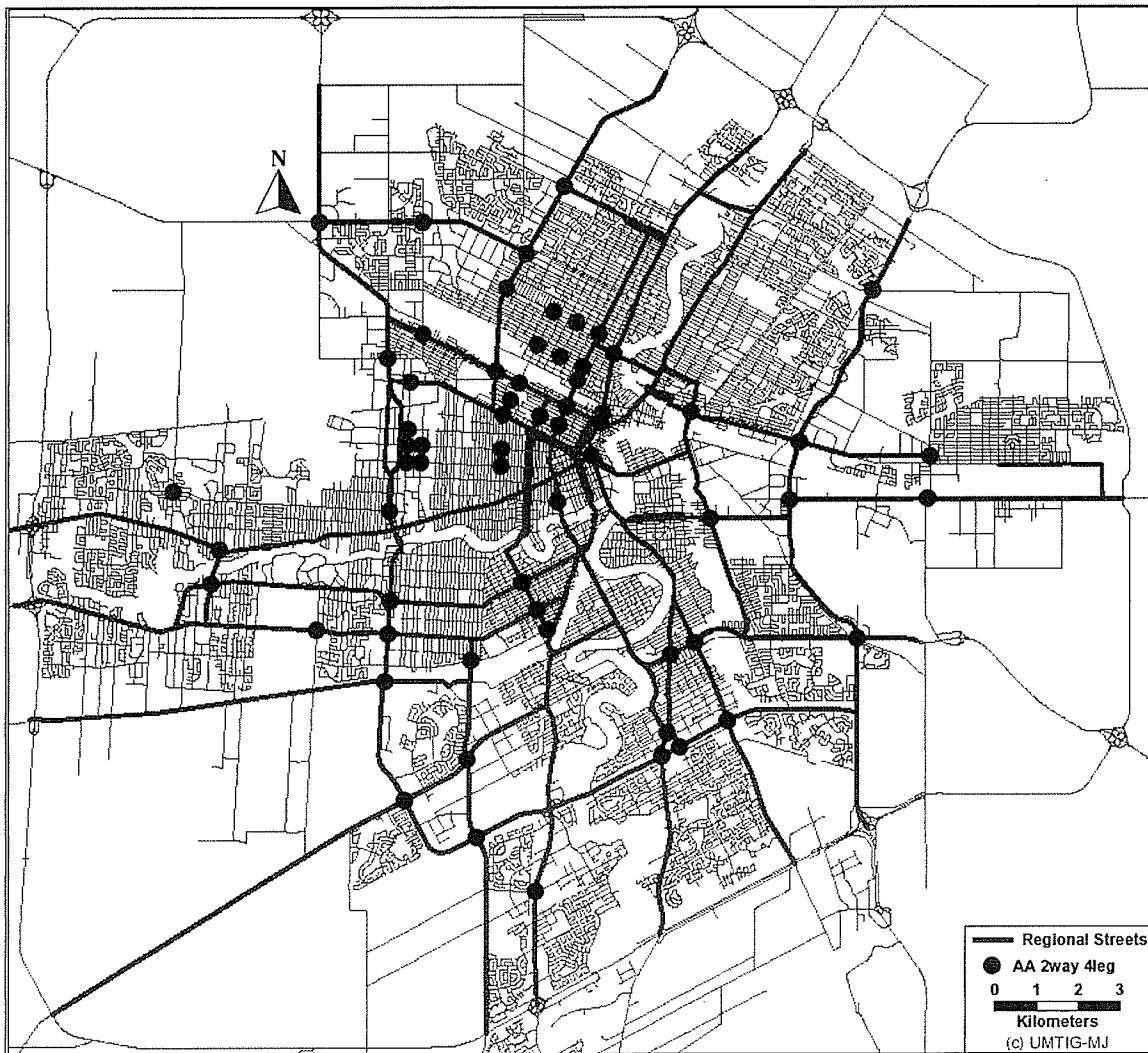 N
Regional Streets
AA 2way 4leg
0 1 2 3
Kilometers
(c) UMTIG-MJ